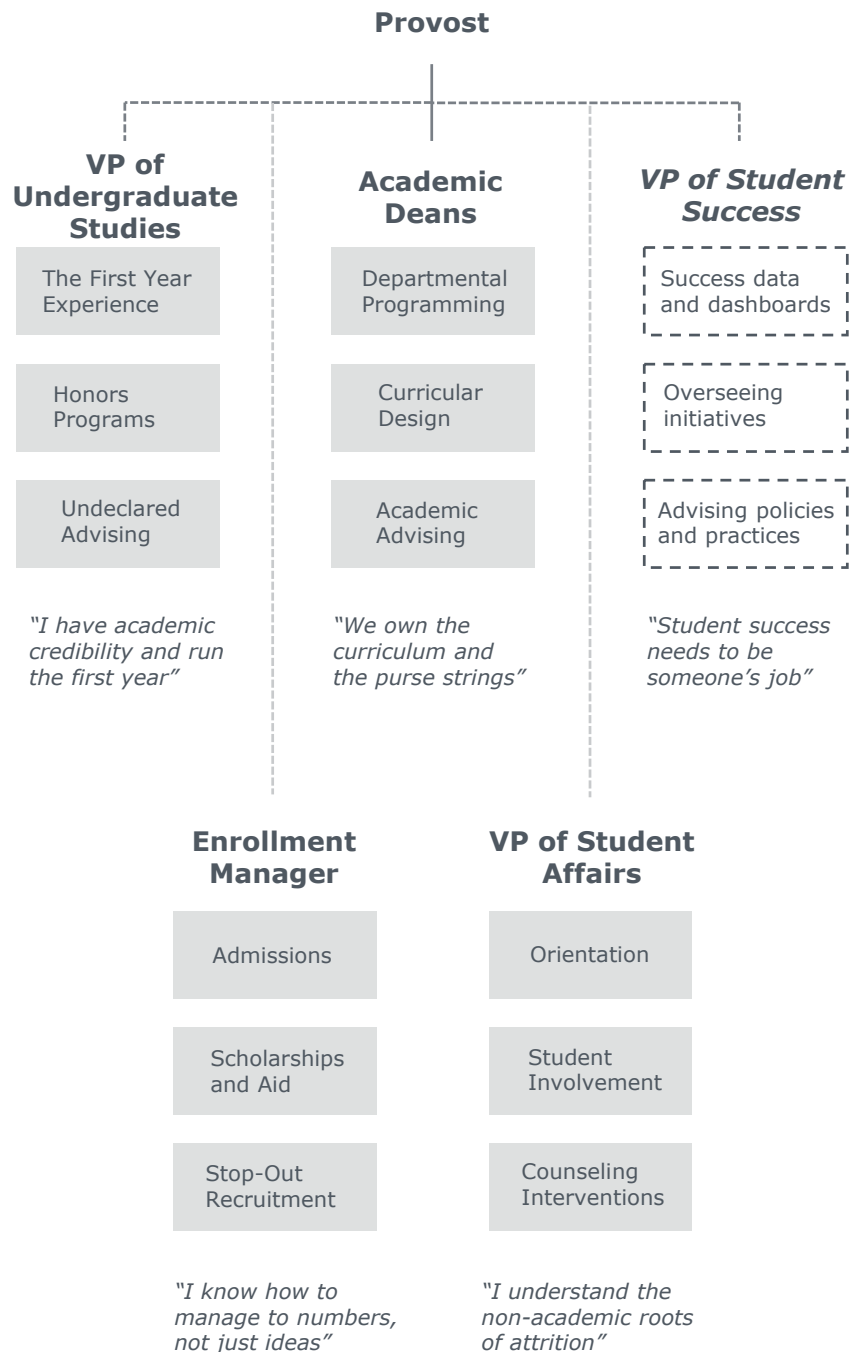 Provost
VP of
Undergraduate
Studies
The First Year
Experience
Honors
Programs
Undeclared
Advising
“I have academic
credibility and run
the first year”
Academic
Deans
Departmental
Programming
Curricular
Design
Academic
Advising
“We own the
curriculum and
the purse strings”
VP of Student
Success
Success data
and dashboards
Overseeing
initiatives
Advising policies
and practices
“Student success
needs to be
someone’s job”
Enrollment
Manager
Admissions
Scholarships
and Aid
Stop-Out
Recruitment
“I know how to
manage to numbers,
not just ideas”
VP of Student
Affairs
Orientation
Student
Involvement
Counseling
Interventions
“I understand the
non-academic roots
of attrition”